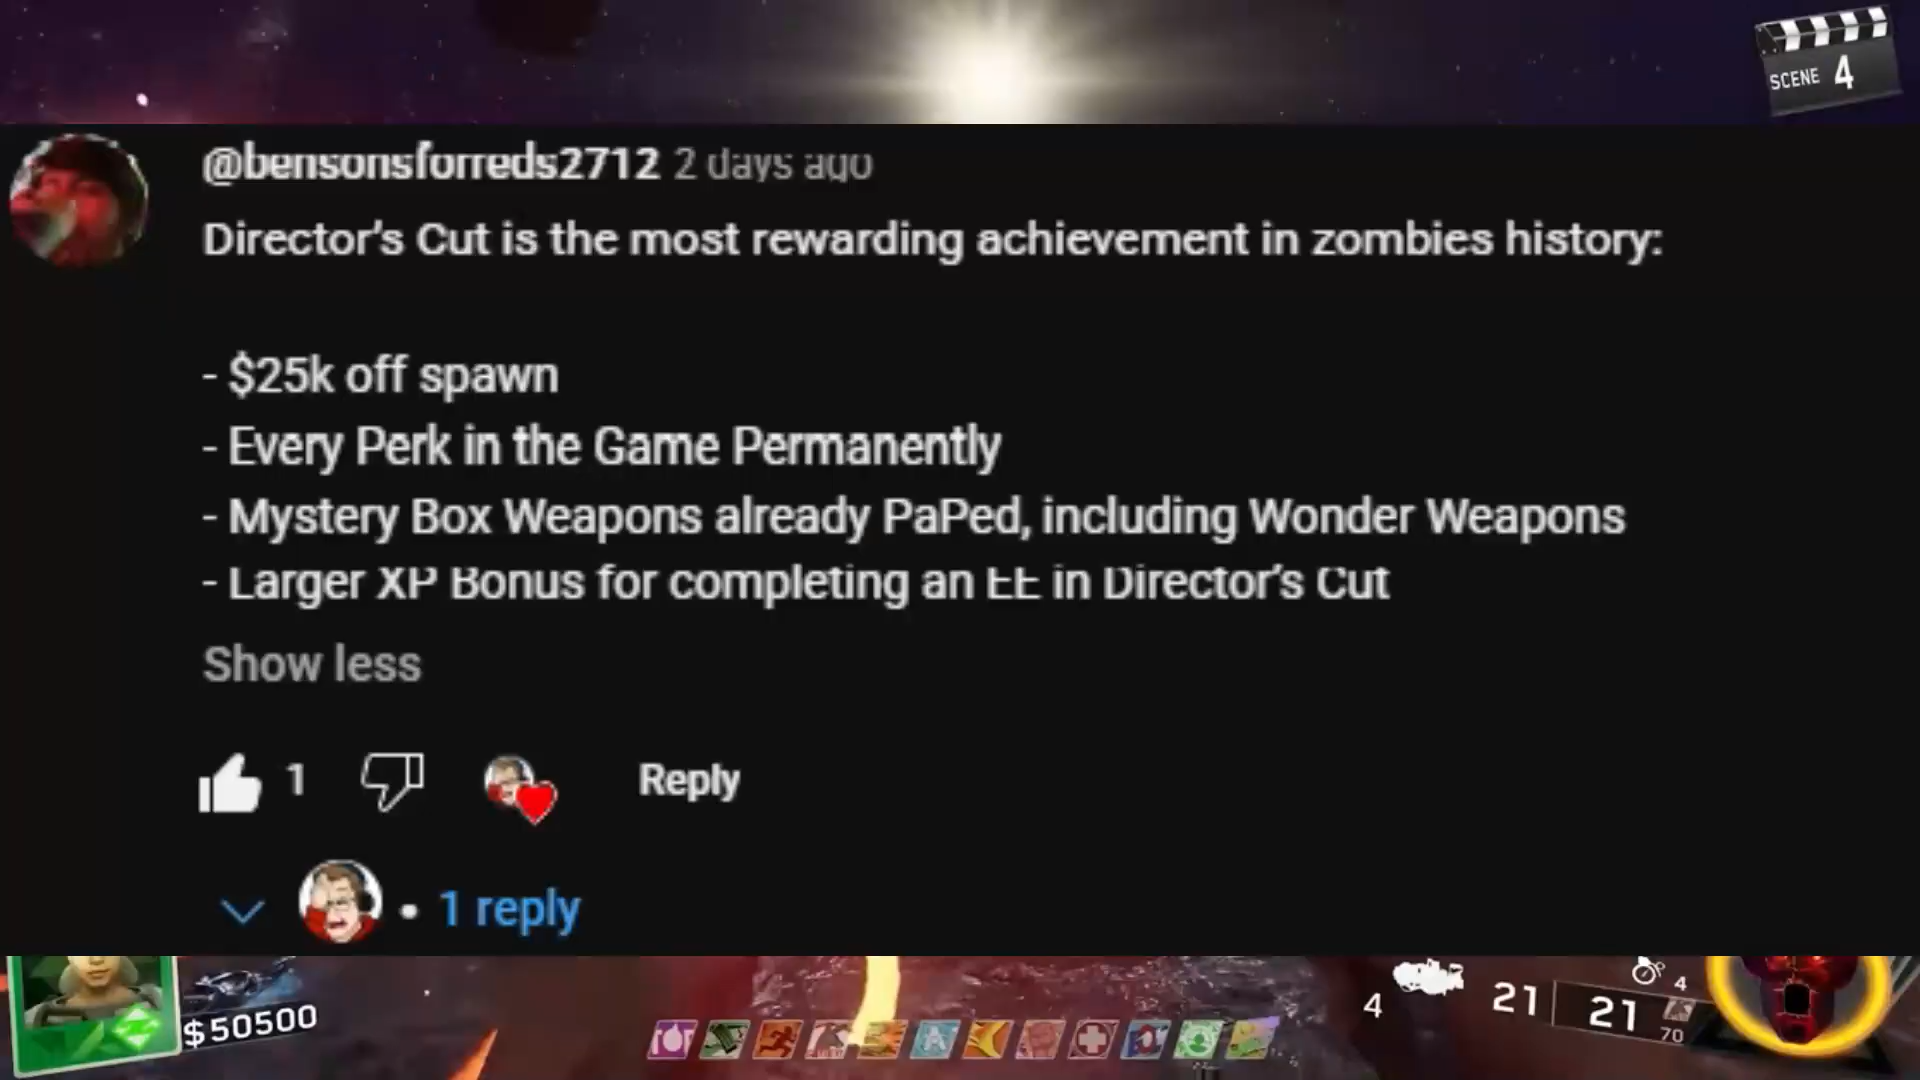 SCENE 4
@bensonsforreds2712 2 days ago
Director's Cut is the most rewarding achievement in zombies history:
- $25k off spawn
- Every Perk in the Game Permanently
- Mystery Box Weapons already PaPed, including Wonder Weapons
- Larger XP Bonus for completing an EE in Director's Cut
Show less
1
Reply
• 1 reply
$50500
4
21
21
4
70